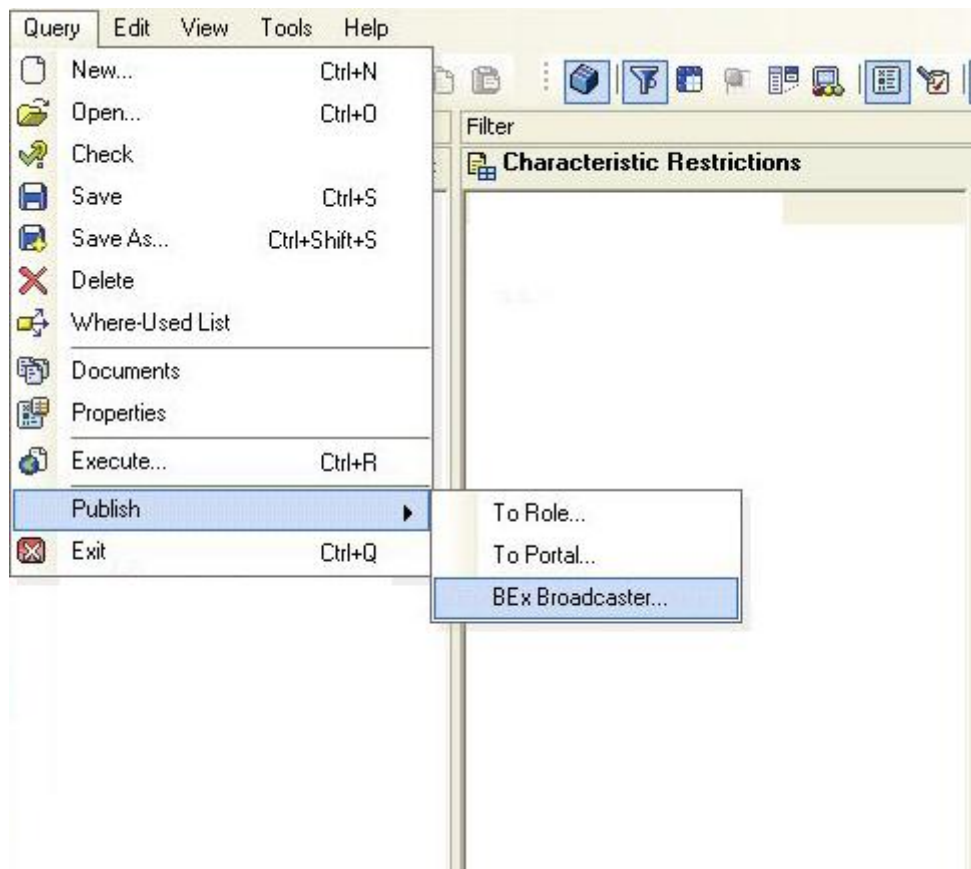 Query Edit View Tools Help
New... Ctrl+N
Open... Ctrl+O
Filter
Check
Characteristic Restrictions
Save Ctrl+S
Save As... Ctrl+Shift+S
Delete
Where-Used List
Documents
Properties
Execute... Ctrl+R
Publish
To Role...
Exit Ctrl+Q
To Portal...
BEx Broadcaster...